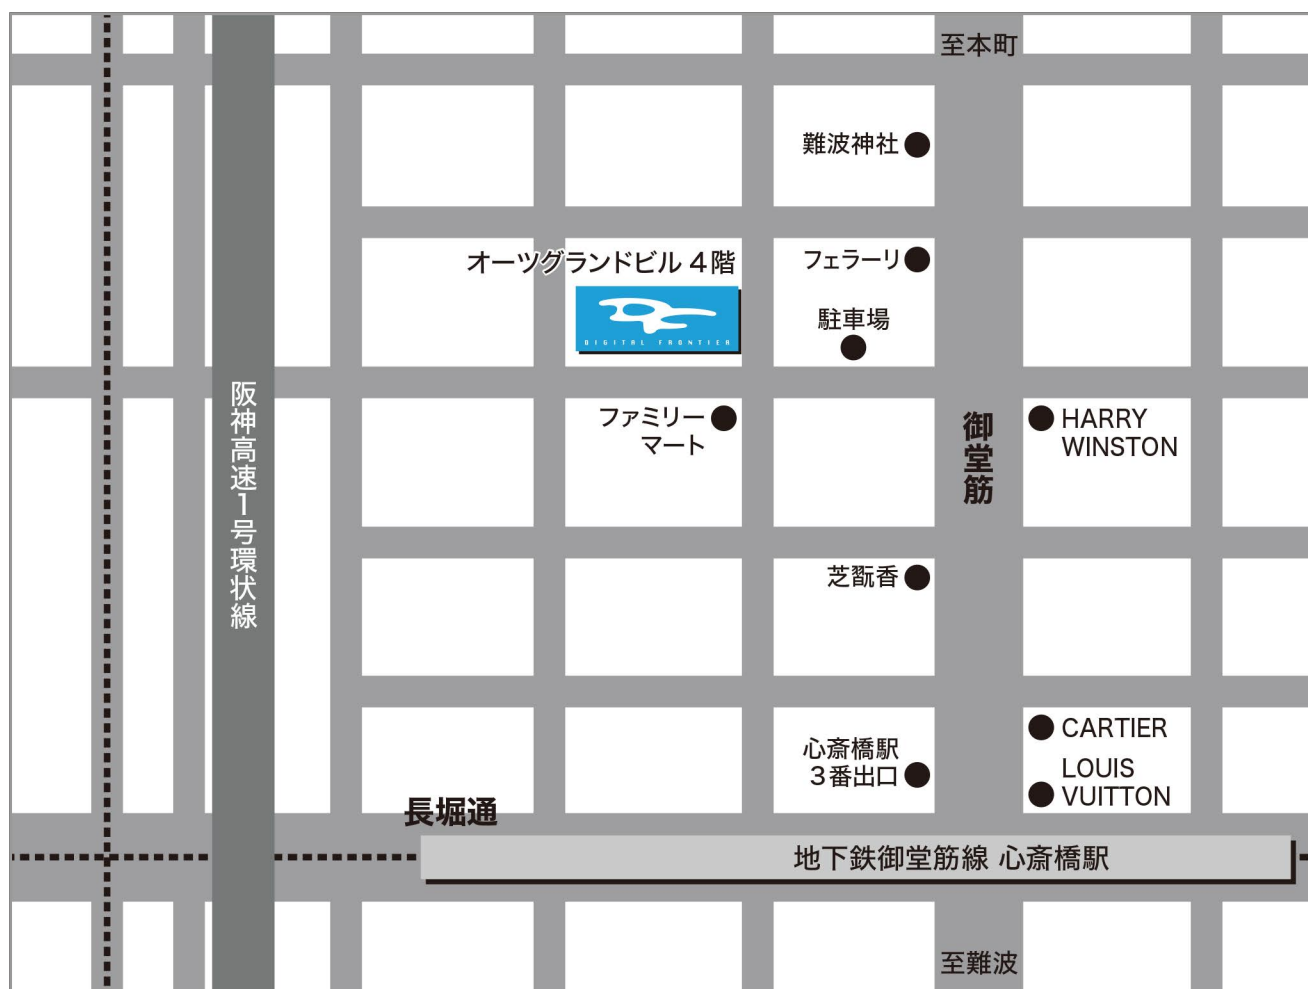 至本町
難波神社
オーツグランドビル 4階
フェラーリ
DIGITAL FRONTIER
駐車場
阪神高速1号環状線
ファミリー
マート
御堂筋
HARRY
WINSTON
芝翫香
CARTIER
心斎橋駅
3番出口
LOUIS
VUITTON
長堀通
地下鉄御堂筋線 心斎橋駅
至難波